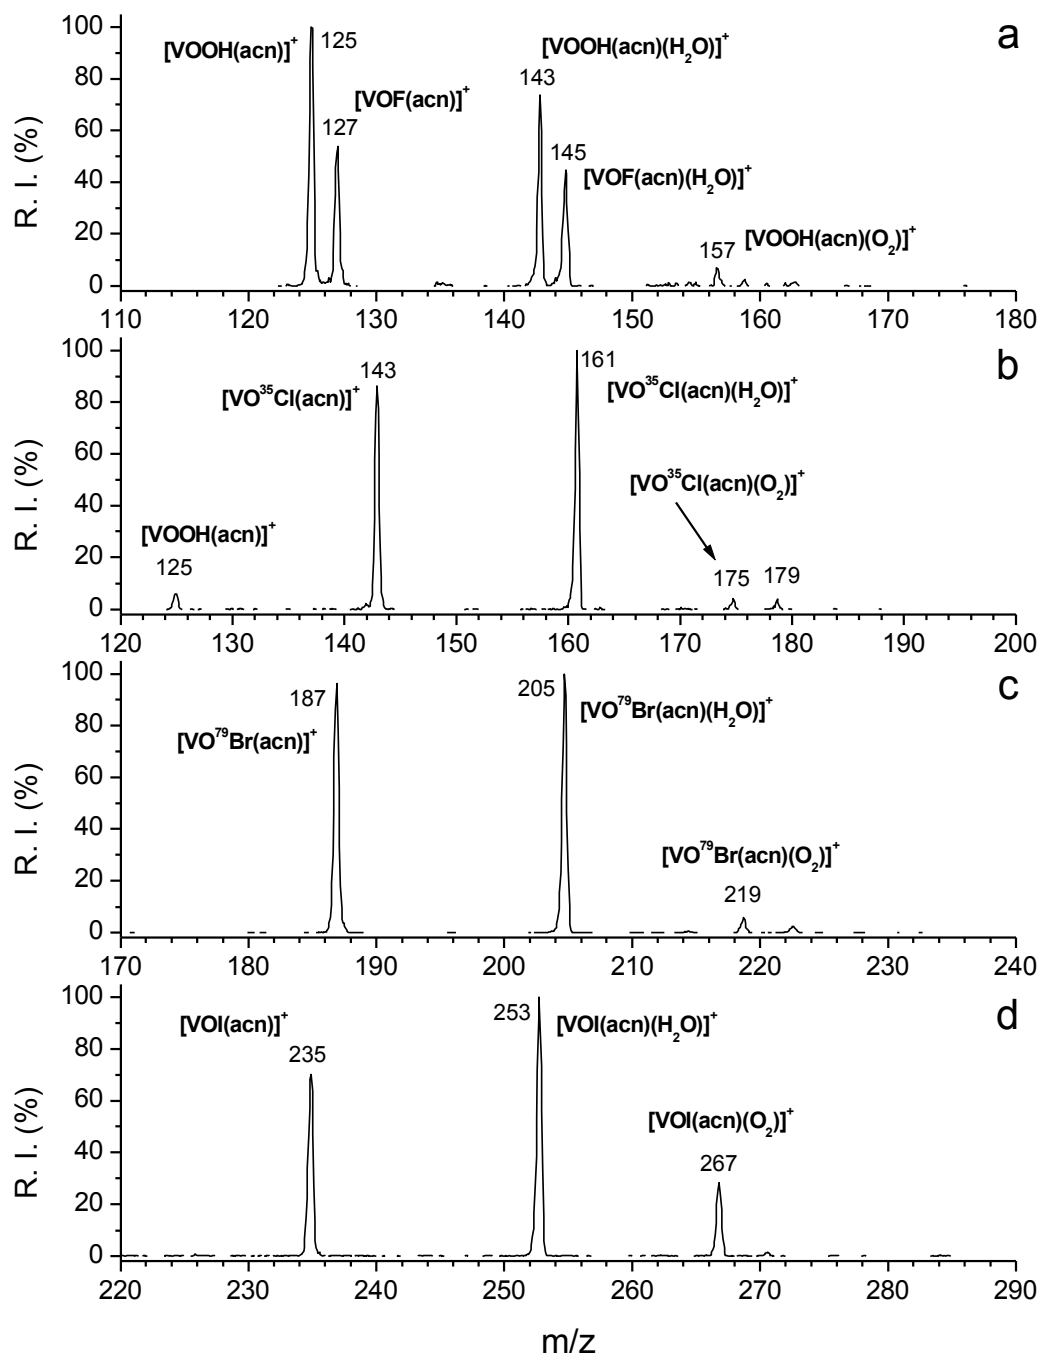 a
R. I. (%)
100
80
60
40
20
0
[VOOH(acn)]⁺
125
[VOF(acn)]⁺
127
[VOOH(acn)(H₂O)]⁺
143
145
[VOF(acn)(H₂O)]⁺
[VOOH(acn)(O₂)]⁺
157
110 120 130 140 150 160 170 180
b
R. I. (%)
100
80
60
40
20
0
[VOOH(acn)]⁺
125
[VO³⁵Cl(acn)]⁺
143
161
[VO³⁵Cl(acn)(H₂O)]⁺
[VO³⁵Cl(acn)(O₂)]⁺
175
179
120 130 140 150 160 170 180 190 200
c
R. I. (%)
100
80
60
40
20
0
187
[VO⁷⁹Br(acn)]⁺
205
[VO⁷⁹Br(acn)(H₂O)]⁺
[VO⁷⁹Br(acn)(O₂)]⁺
219
170 180 190 200 210 220 230 240
d
R. I. (%)
100
80
60
40
20
0
[VOI(acn)]⁺
235
253
[VOI(acn)(H₂O)]⁺
[VOI(acn)(O₂)]⁺
267
220 230 240 250 260 270 280 290
m/z